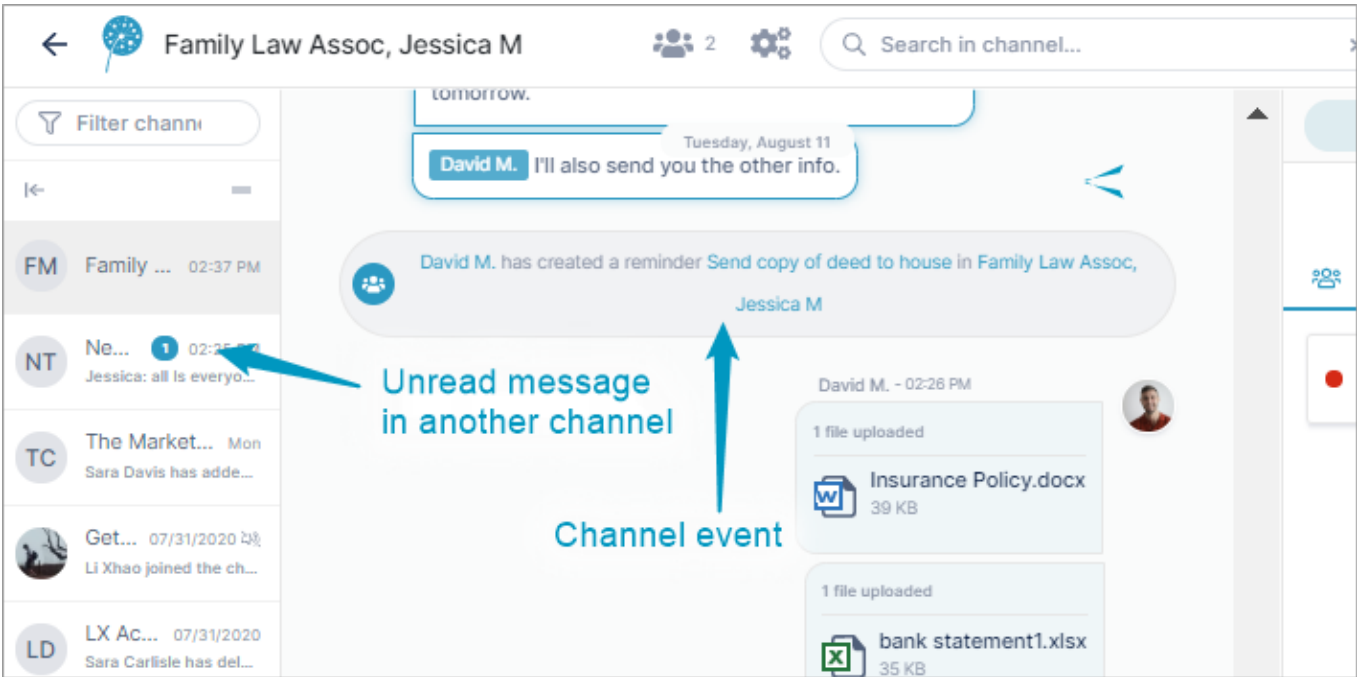 Family Law Assoc, Jessica M
2
Search in channel...
Filter chann
FM
Family ... 02:37 PM
NT
Ne... 1
Jessica: all Is everyo...
TC
The Market... Mon
Sara Davis has adde...
Get... 07/31/2020
Li Xhao joined the ch...
LD
LX Ac... 07/31/2020
Sara Carlisle has del...
tomorrow.
Tuesday, August 11
David M. I'll also send you the other info.
David M. has created a reminder Send copy of deed to house in Family Law Assoc,
Jessica M
Unread message
in another channel
Channel event
David M. - 02:26 PM
1 file uploaded
Insurance Policy.docx
39 KB
1 file uploaded
bank statement1.xlsx
35 KB